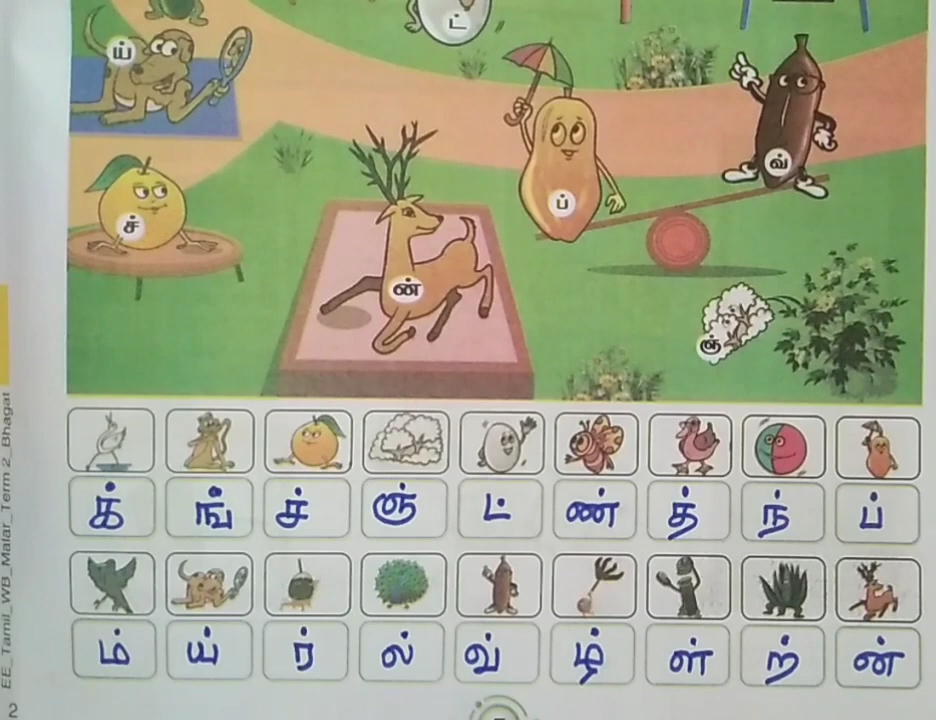 ட்
ய்
வ்
ப்
ச்
ன்
ஞ்
க் ங் ச் ஞ் ட் ண் த் ந் ப்
ம் ய் ர் ல் வ் ழ் ள் ற் ன்
EE_Tamil_WB_Malar_Term 2_Bhagat
2